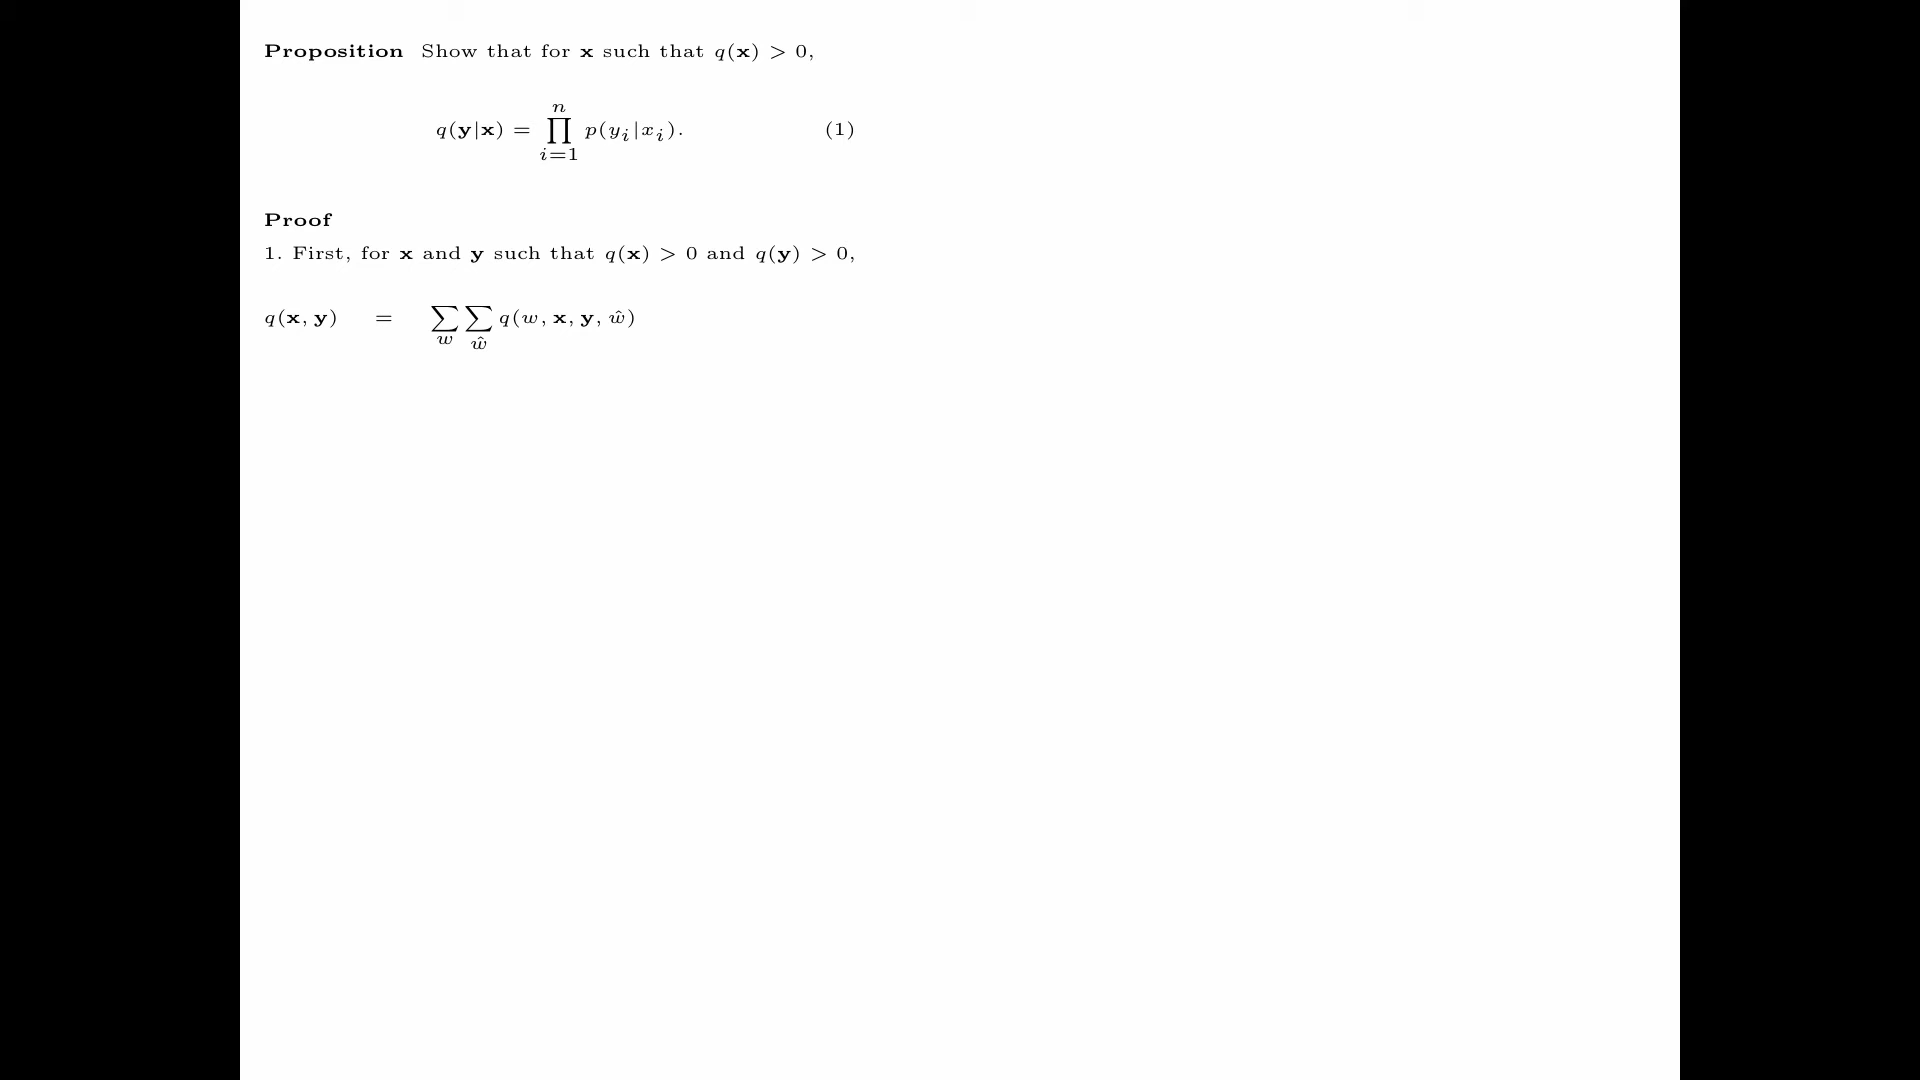 Proposition Show that for x such that q(x) > 0,
q(y|x) = ∏_{i=1}^{n} p(y_i|x_i). (1)
Proof
1. First, for x and y such that q(x) > 0 and q(y) > 0,
q(x, y) = ∑_w ∑_ŵ q(w, x, y, ŵ)